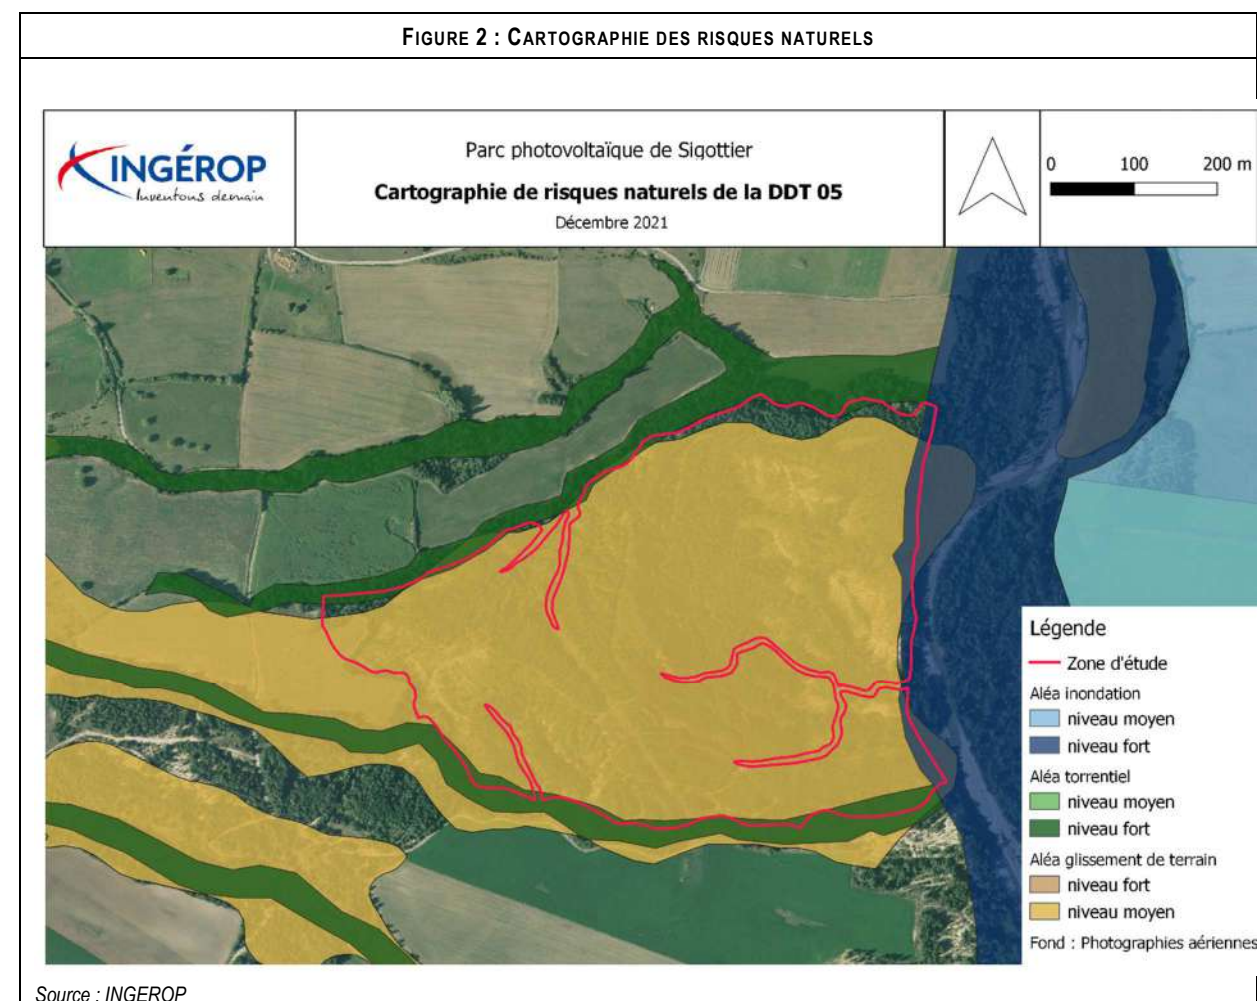 FIGURE 2 : CARTOGRAPHIE DES RISQUES NATURELS
INGÉROP
Inventons demain
Parc photovoltaïque de Sigottier
Cartographie de risques naturels de la DDT 05
Décembre 2021
0 100 200 m
Légende
Zone d'étude
Aléa inondation
niveau moyen
niveau fort
Aléa torrentiel
niveau moyen
niveau fort
Aléa glissement de terrain
niveau fort
niveau moyen
Fond : Photographies aériennes
Source : INGEROP